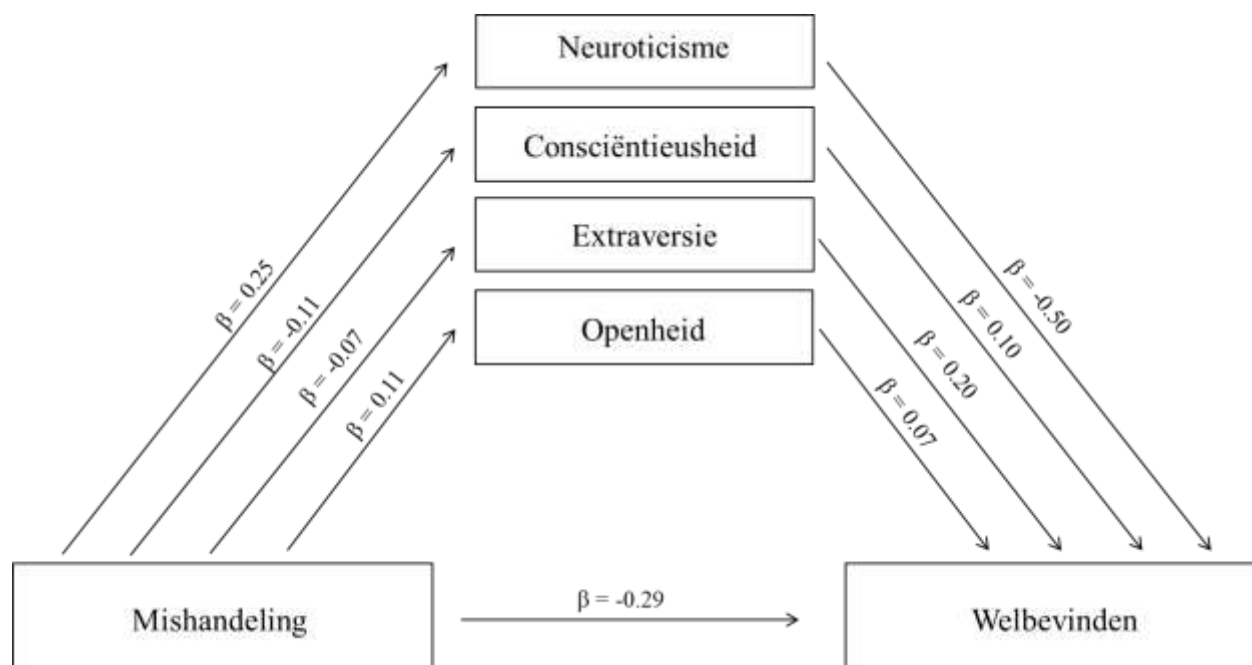 Neuroticisme
Consciëntieusheid
Extraversie
Openheid
β = 0.25
β = -0.11
β = -0.07
β = 0.11
β = -0.50
β = 0.10
β = 0.20
β = 0.07
Mishandeling
β = -0.29
Welbevinden